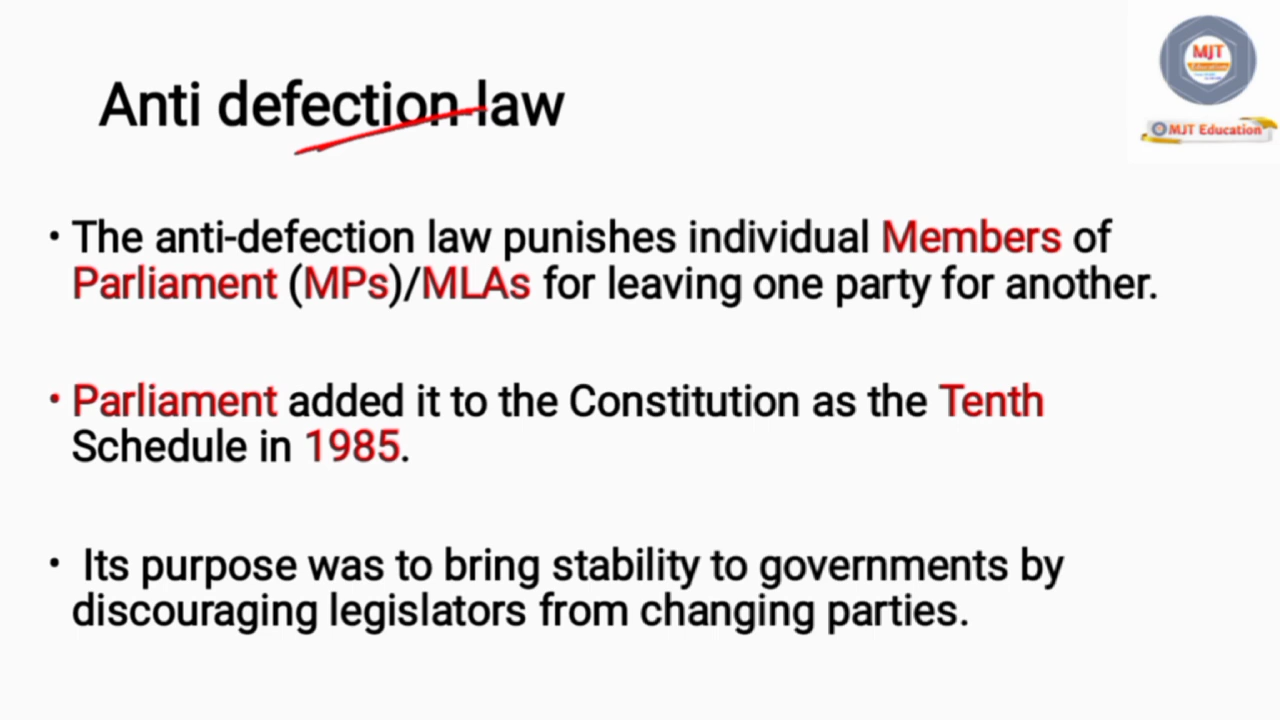 MJT
Education
MJT Education
Anti defection law
• The anti-defection law punishes individual Members of
Parliament (MPs)/MLAs for leaving one party for another.
• Parliament added it to the Constitution as the Tenth
Schedule in 1985.
• Its purpose was to bring stability to governments by
discouraging legislators from changing parties.